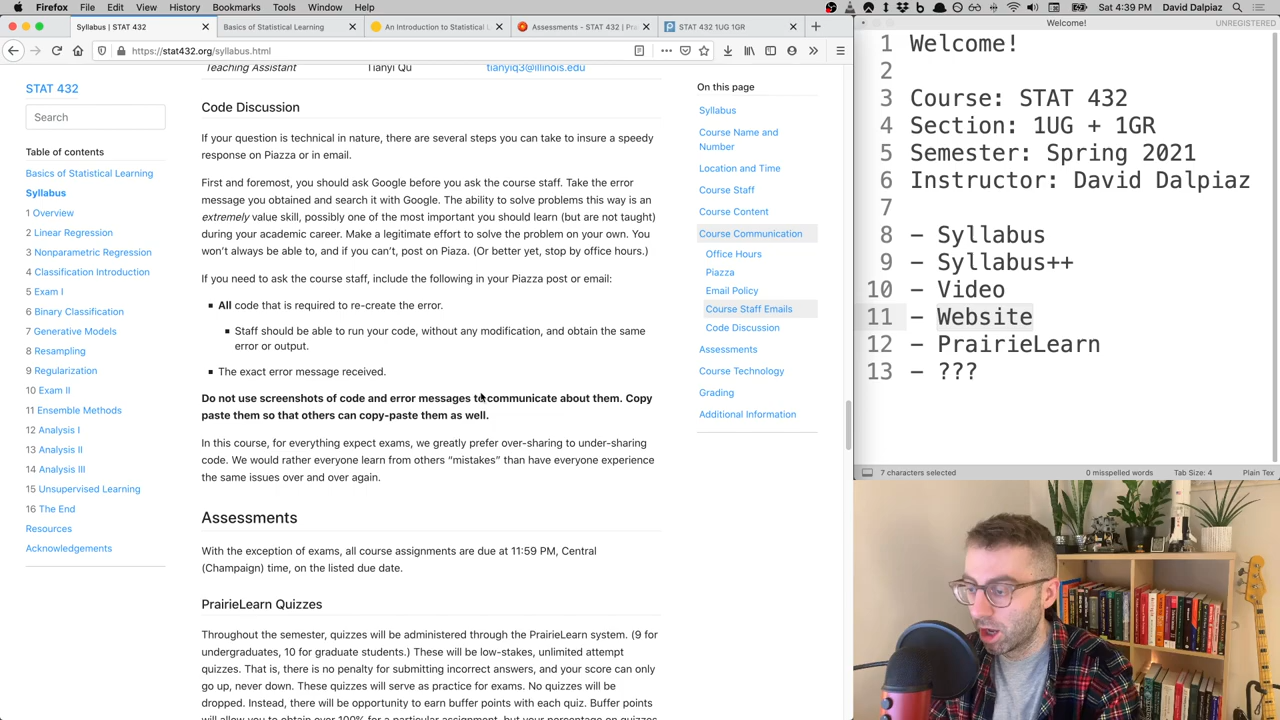 Firefox File Edit View History Bookmarks Tools Window Help
Sat 4:39 PM David Dalpiaz
Syllabus | STAT 432
Basics of Statistical Learning
An Introduction to Statistical L
Assessments - STAT 432 | Pra
STAT 432 1UG 1GR
https://stat432.org/syllabus.html
STAT 432
Search
Table of contents
Basics of Statistical Learning
Syllabus
1 Overview
2 Linear Regression
3 Nonparametric Regression
4 Classification Introduction
5 Exam I
6 Binary Classification
7 Generative Models
8 Resampling
9 Regularization
10 Exam II
11 Ensemble Methods
12 Analysis I
13 Analysis II
14 Analysis III
15 Unsupervised Learning
16 The End
Resources
Acknowledgements
Teaching Assistant Tianyi Qu tianyiq3@illinois.edu
Code Discussion
If your question is technical in nature, there are several steps you can take to insure a speedy
response on Piazza or in email.
First and foremost, you should ask Google before you ask the course staff. Take the error
message you obtained and search it with Google. The ability to solve problems this way is an
extremely value skill, possibly one of the most important you should learn (but are not taught)
during your academic career. Make a legitimate effort to solve the problem on your own. You
won't always be able to, and if you can't, post on Piaza. (Or better yet, stop by office hours.)
If you need to ask the course staff, include the following in your Piazza post or email:
All code that is required to re-create the error.
Staff should be able to run your code, without any modification, and obtain the same
error or output.
The exact error message received.
Do not use screenshots of code and error messages to communicate about them. Copy
paste them so that others can copy-paste them as well.
In this course, for everything expect exams, we greatly prefer over-sharing to under-sharing
code. We would rather everyone learn from others “mistakes” than have everyone experience
the same issues over and over again.
Assessments
With the exception of exams, all course assignments are due at 11:59 PM, Central
(Champaign) time, on the listed due date.
PrairieLearn Quizzes
Throughout the semester, quizzes will be administered through the PrairieLearn system. (9 for
undergraduates, 10 for graduate students.) These will be low-stakes, unlimited attempt
quizzes. That is, there is no penalty for submitting incorrect answers, and your score can only
go up, never down. These quizzes will serve as practice for exams. No quizzes will be
dropped. Instead, there will be opportunity to earn buffer points with each quiz. Buffer points
will allow you to obtain over 100% for a particular assignment, but your percentage on quizzes
On this page
Syllabus
Course Name and
Number
Location and Time
Course Staff
Course Content
Course Communication
Office Hours
Piazza
Email Policy
Course Staff Emails
Code Discussion
Assessments
Course Technology
Grading
Additional Information
Welcome! UNREGISTERED
1 Welcome!
2
3 Course: STAT 432
4 Section: 1UG + 1GR
5 Semester: Spring 2021
6 Instructor: David Dalpiaz
7
8 - Syllabus
9 - Syllabus++
10 - Video
11 - Website
12 - PrairieLearn
13 - ???
7 characters selected 0 misspelled words Tab Size: 4 Plain Tex